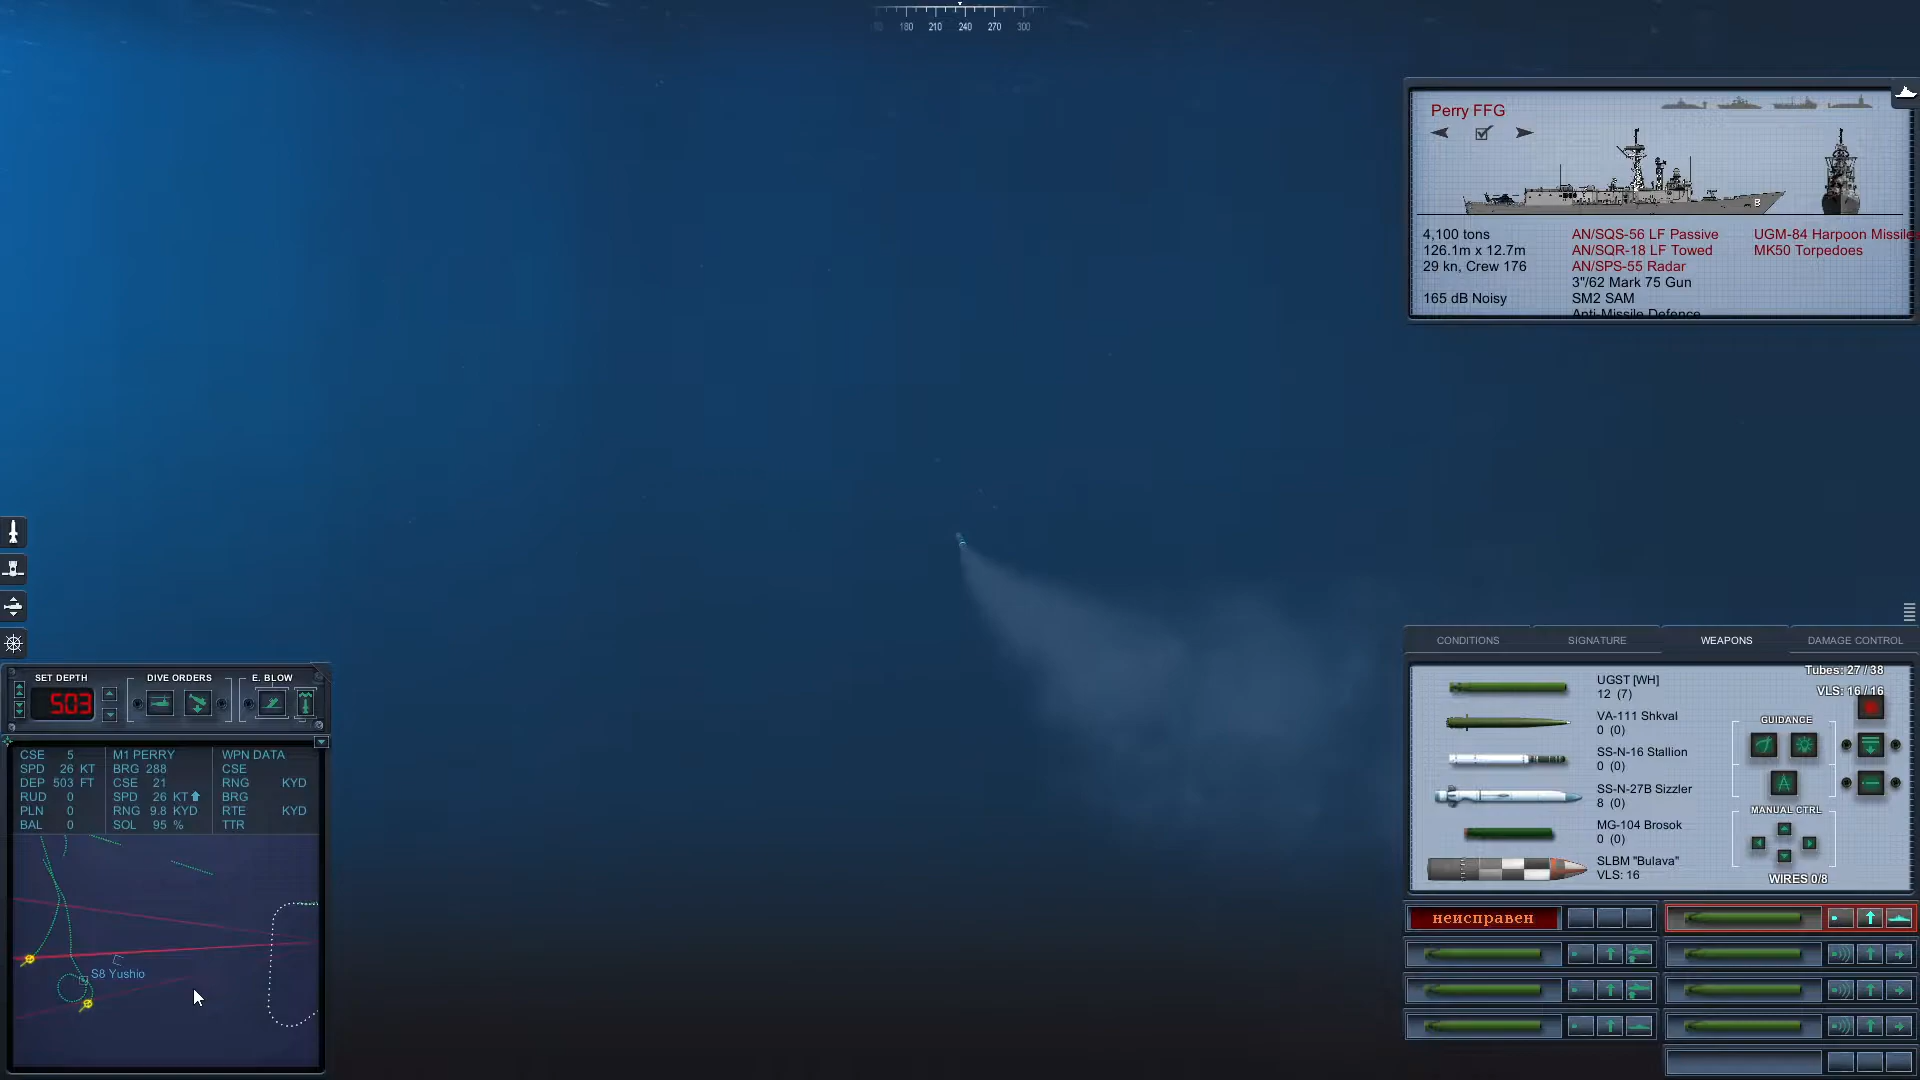 180 210 240 270 300
Perry FFG
8
4,100 tons
126.1m x 12.7m
29 kn, Crew 176
165 dB Noisy
AN/SQS-56 LF Passive
AN/SQR-18 LF Towed
AN/SPS-55 Radar
3"/62 Mark 75 Gun
SM2 SAM
Anti-Missile Defence
UGM-84 Harpoon Missiles
MK50 Torpedoes
SET DEPTH
503
DIVE ORDERS
E. BLOW
CSE 5
SPD 26 KT
DEP 503 FT
RUD 0
PLN 0
BAL 0
M1 PERRY
BRG 288
CSE 21
SPD 26 KT
RNG 9.8 KYD
SOL 95 %
WPN DATA
CSE
RNG KYD
BRG
RTE KYD
TTR
S8 Yushio
CONDITIONS
SIGNATURE
WEAPONS
DAMAGE CONTROL
Tubes: 27 / 38
VLS: 16 / 16
UGST [WH]
12 (7)
VA-111 Shkval
0 (0)
SS-N-16 Stallion
0 (0)
SS-N-27B Sizzler
8 (0)
MG-104 Brosok
0 (0)
SLBM "Bulava"
VLS: 16
GUIDANCE
MANUAL CTRL
WIRES 0/8
неисправен